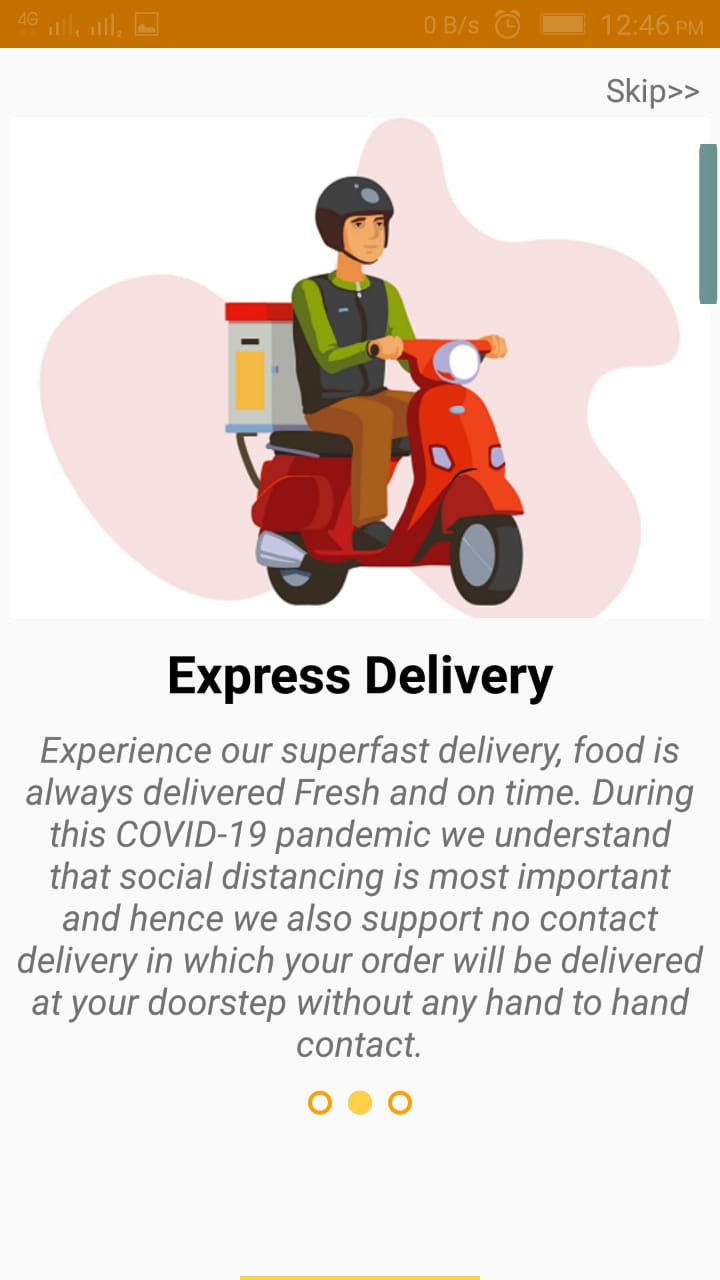 4G 1 2 0 B/s 12:46 PM
Skip>>
Express Delivery
Experience our superfast delivery, food is
always delivered Fresh and on time. During
this COVID-19 pandemic we understand
that social distancing is most important
and hence we also support no contact
delivery in which your order will be delivered
at your doorstep without any hand to hand
contact.